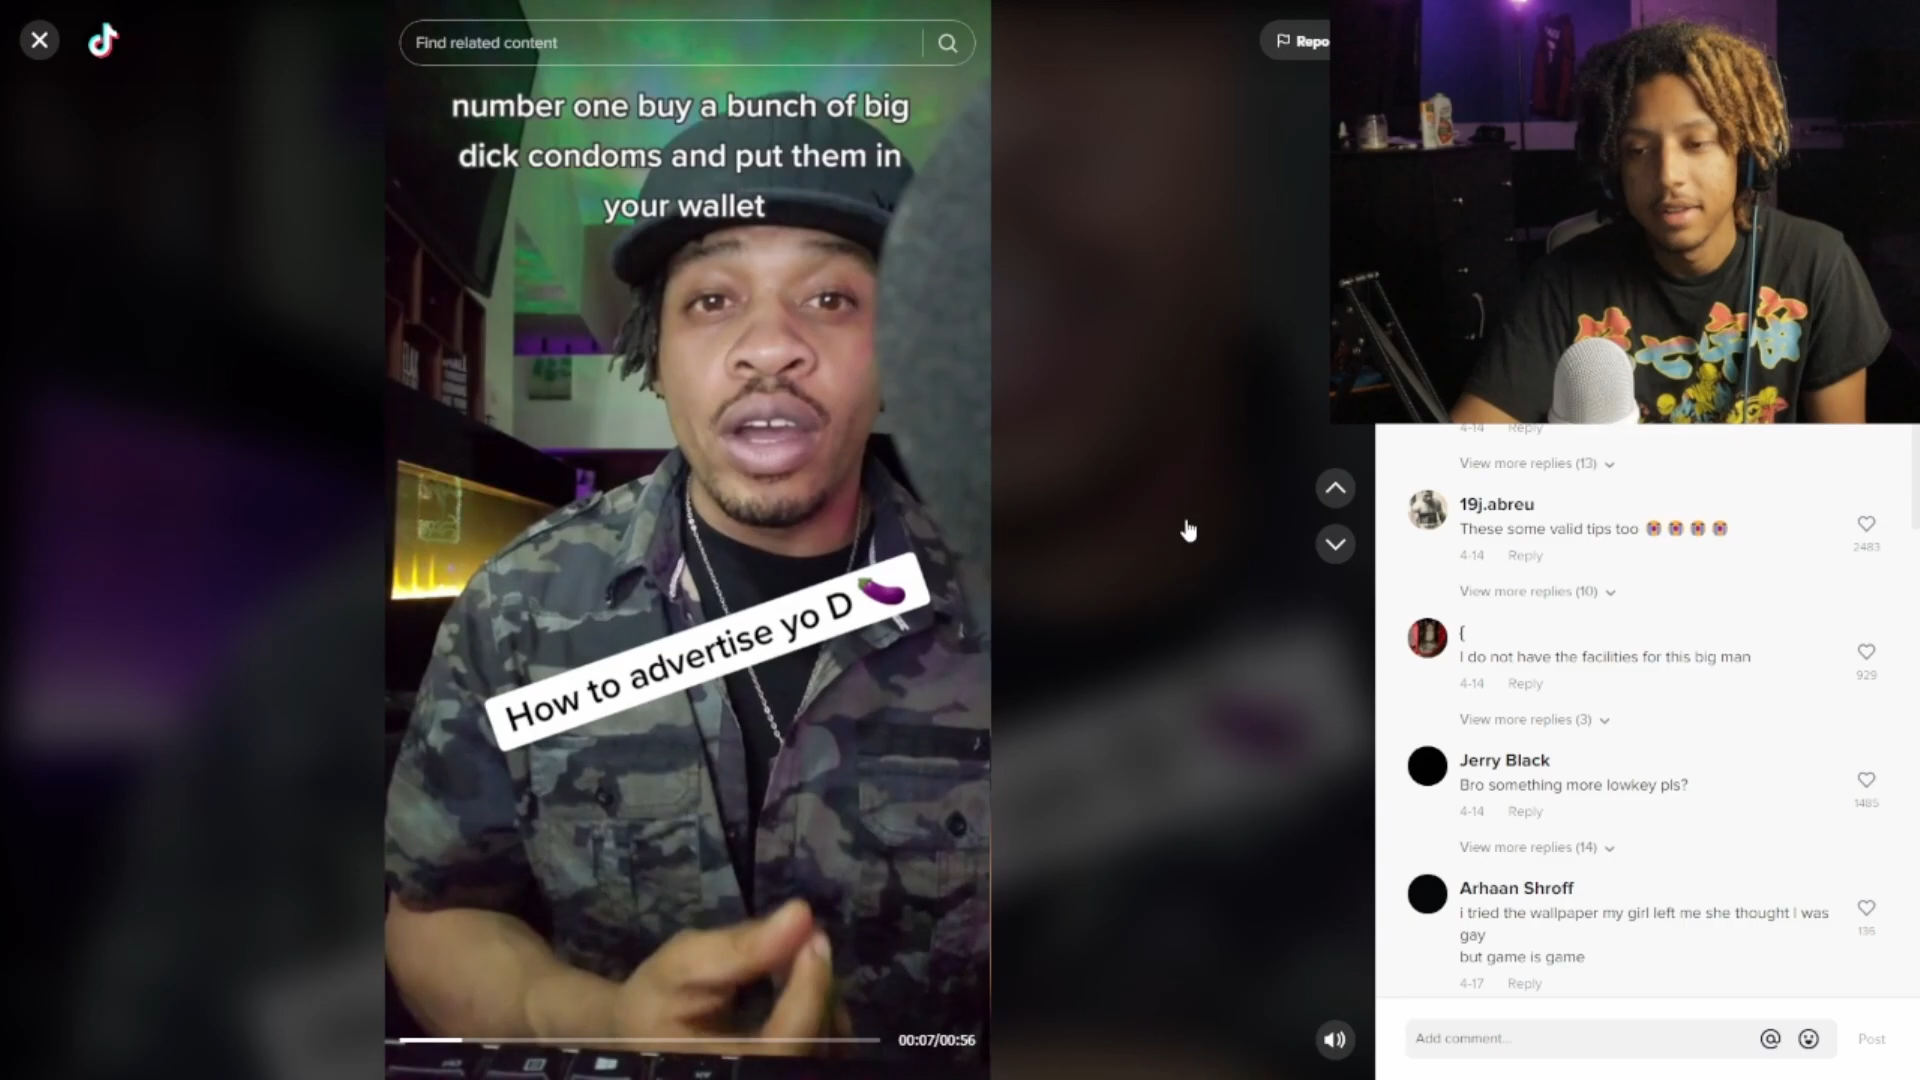 Find related content
Repo
number one buy a bunch of big
dick condoms and put them in
your wallet
How to advertise yo D 🍆
00:07/00:56
4-14 Reply
View more replies (13)
19j.abreu
These some valid tips too 😭 😭 😭 😭
2483
4-14 Reply
View more replies (10)
{
I do not have the facilities for this big man
929
4-14 Reply
View more replies (3)
Jerry Black
Bro something more lowkey pls?
1485
4-14 Reply
View more replies (14)
Arhaan Shroff
i tried the wallpaper my girl left me she thought I was
gay
but game is game
136
4-17 Reply
Add comment...
Post